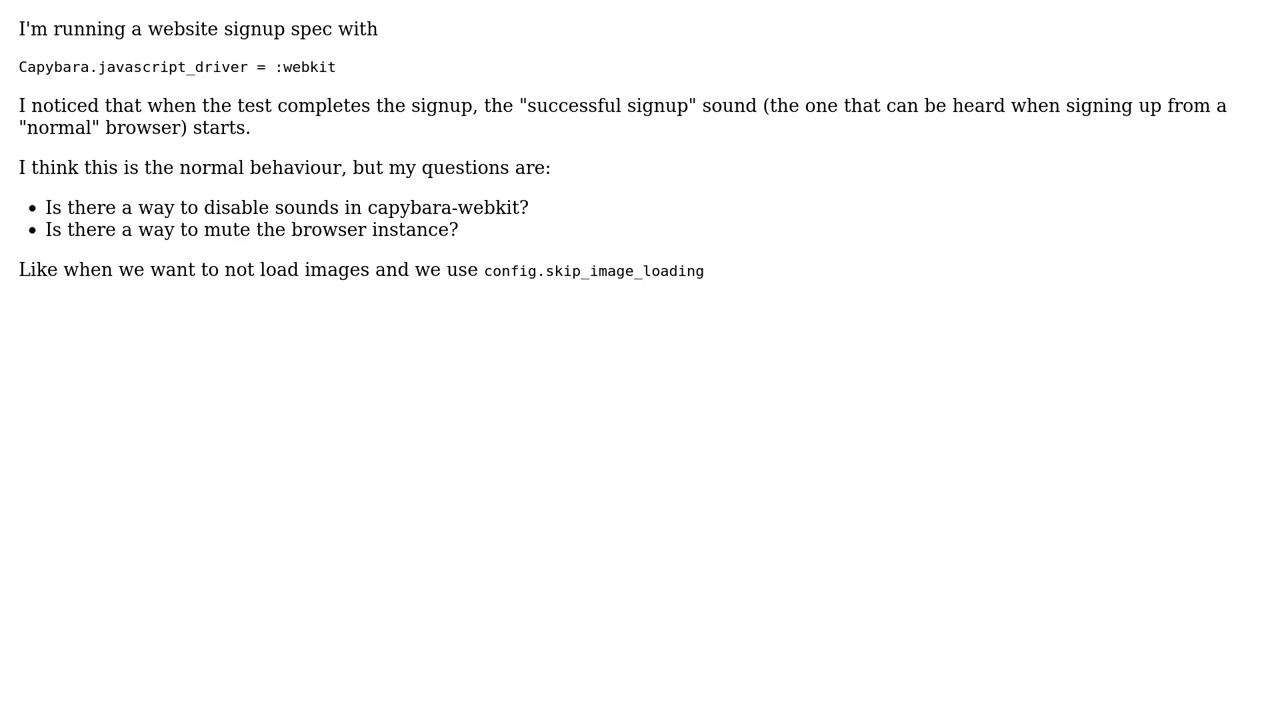 I'm running a website signup spec with
Capybara.javascript_driver = :webkit
I noticed that when the test completes the signup, the "successful signup" sound (the one that can be heard when signing up from a
"normal" browser) starts.
I think this is the normal behaviour, but my questions are:
• Is there a way to disable sounds in capybara-webkit?
• Is there a way to mute the browser instance?
Like when we want to not load images and we use config.skip_image_loading